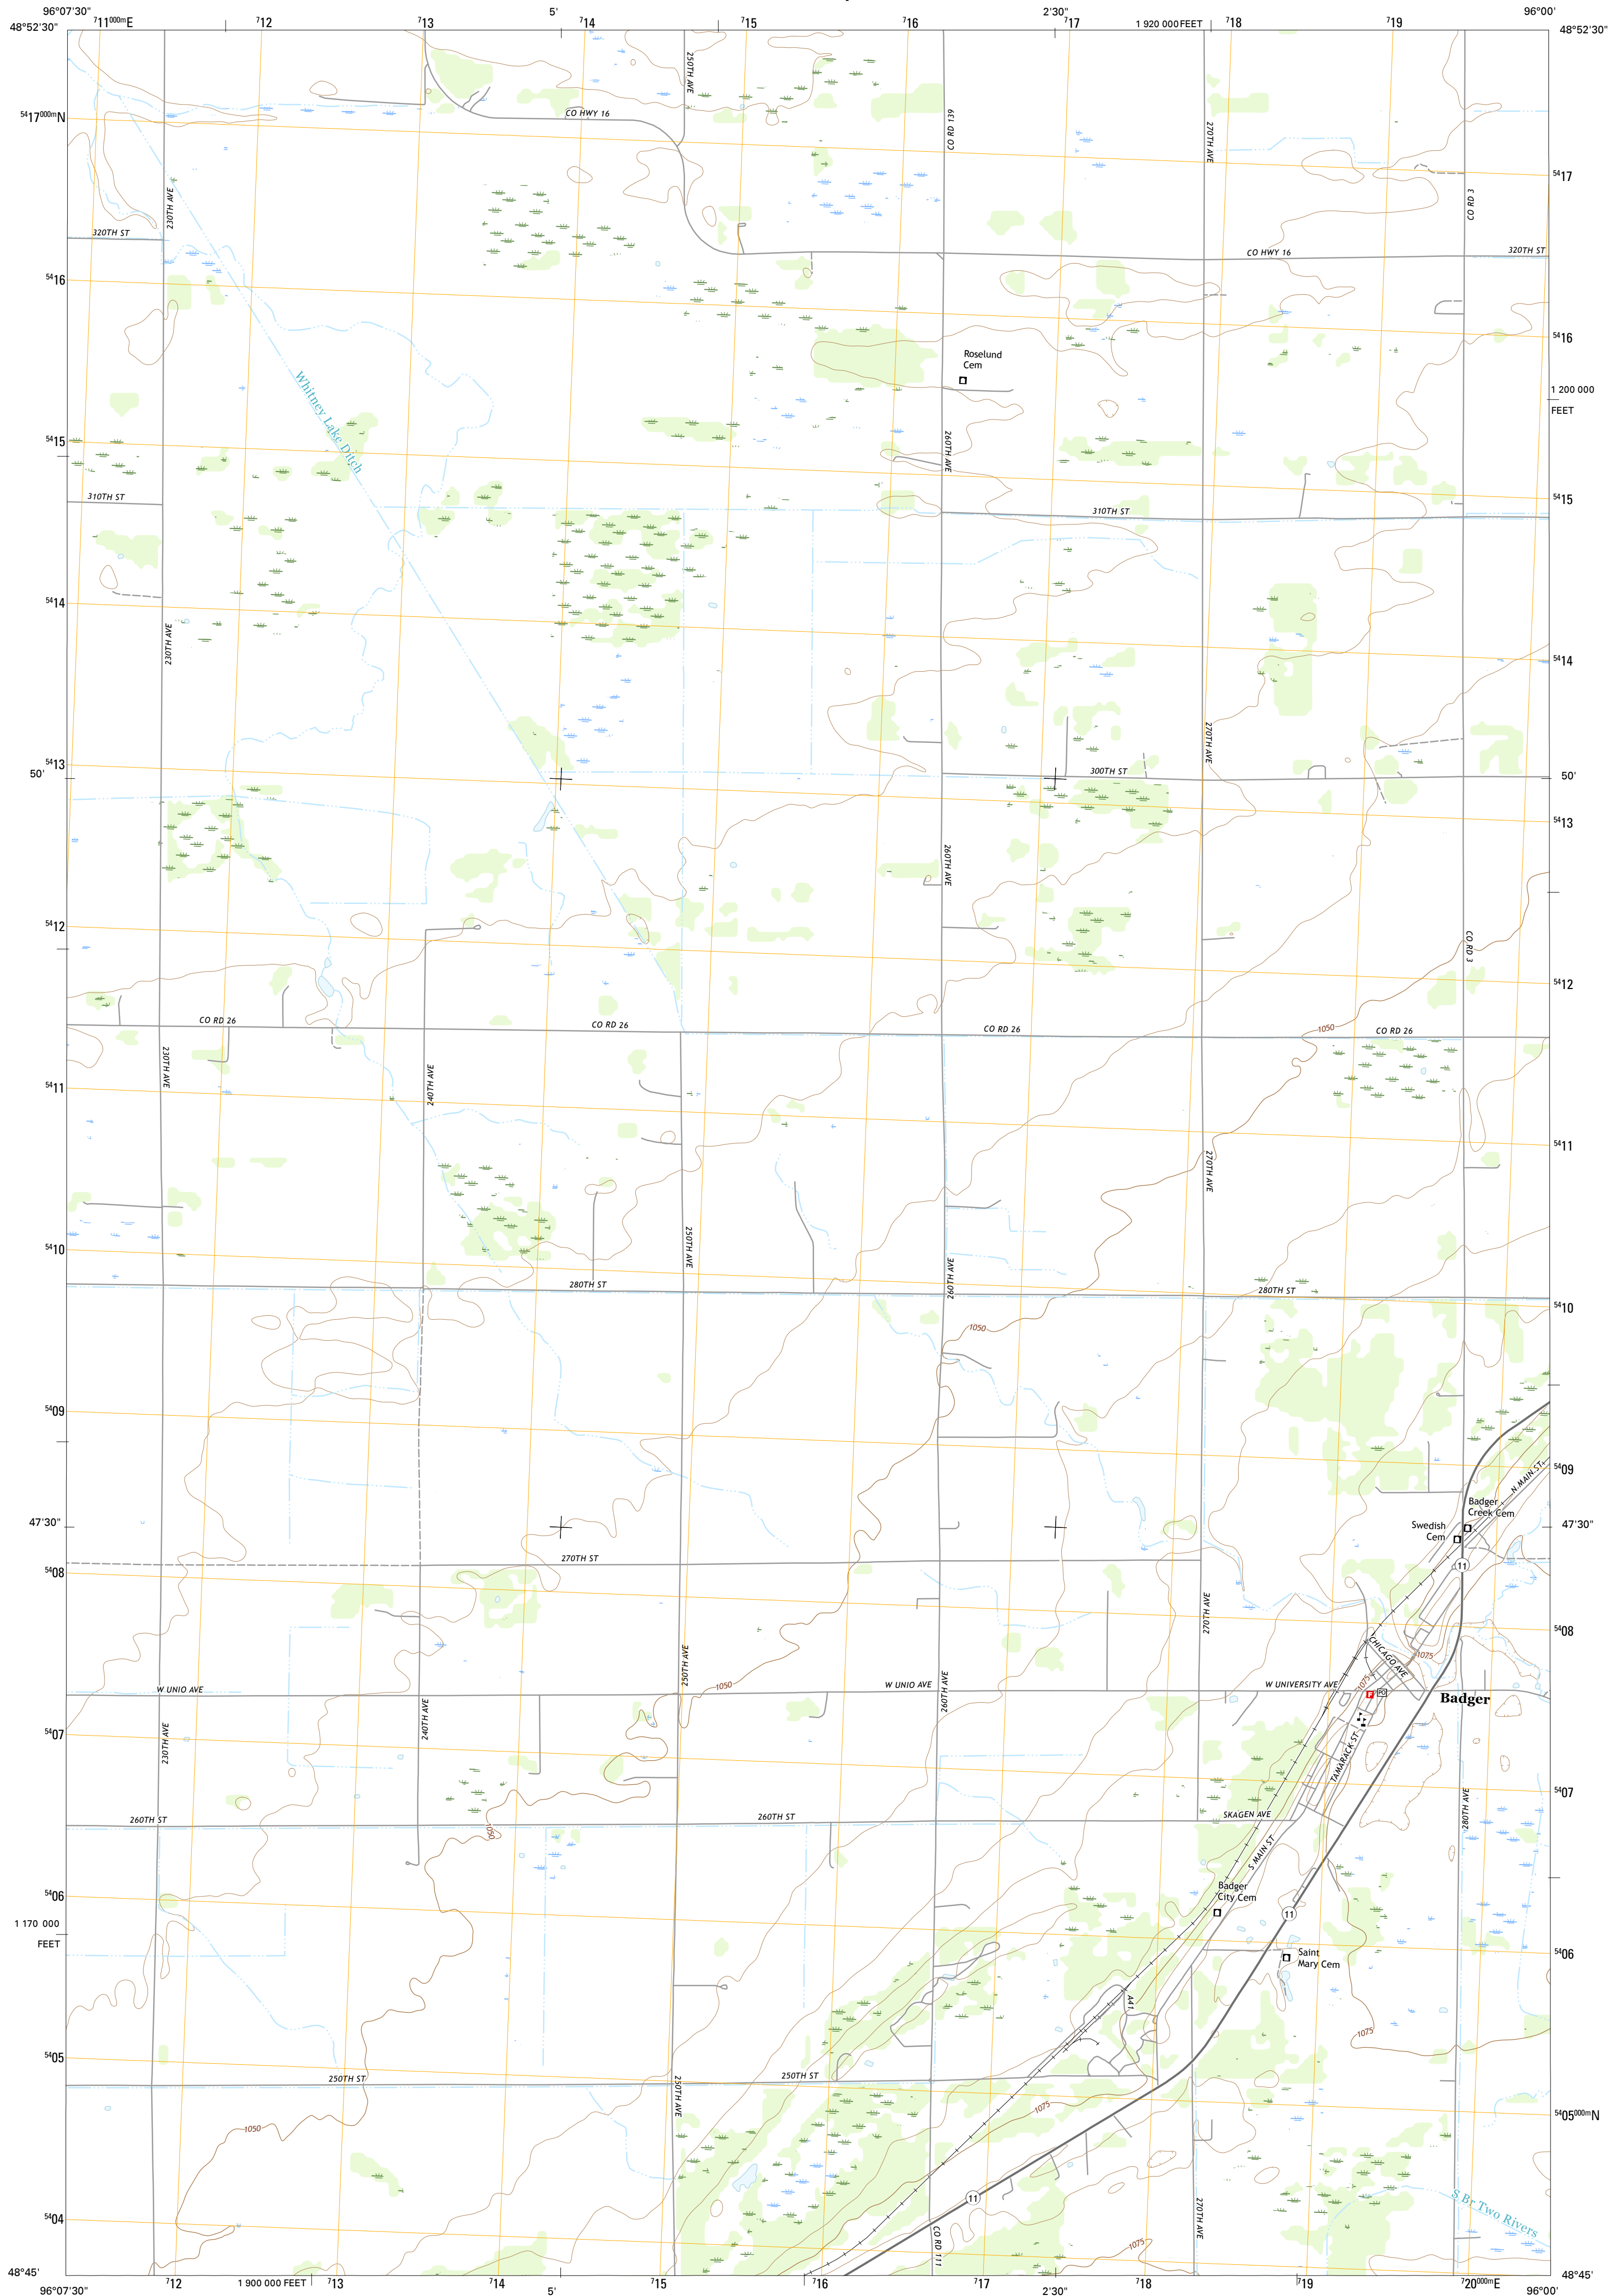 96°07'30"
711000mE
712
713
5'
714
715
716
2'30"
717
1 920 000 FEET
718
719
96°00'
48°52'30"
48°52'30"
250TH AVE
CO HWY 16
CO RD 139
270TH AVE
5417000mN
5417
230TH AVE
CO RD 3
320TH ST
CO HWY 16
320TH ST
5416
5416
Roselund
Cem
Whitney Lake Ditch
1 200 000
FEET
5415
260TH AVE
310TH ST
5415
310TH ST
5414
230TH AVE
5414
270TH AVE
5413
50'
300TH ST
50'
5413
260TH AVE
5412
CO RD 3
5412
CO RD 26
CO RD 26
CO RD 26
1050
CO RD 26
230TH AVE
240TH AVE
5411
5411
270TH AVE
250TH AVE
5410
260TH AVE
280TH ST
280TH ST
5410
1050
5409
5409
N MAIN ST
Badger
Creek Cem
Swedish
Cem
47'30"
47'30"
270TH ST
11
5408
270TH AVE
5408
CHICAGO AVE
1075
250TH AVE
1075
W UNIO AVE
1050
W UNIO AVE
260TH AVE
W UNIVERSITY AVE
F
PO
Badger
240TH AVE
230TH AVE
5407
TAMARACK ST
5407
280TH AVE
260TH ST
260TH ST
SKAGEN AVE
1050
S MAIN ST
Badger
City Cem
5406
11
1 170 000
FEET
Saint
Mary Cem
5406
A41
1075
5405
250TH ST
250TH ST
250TH AVE
1075
5405000mN
1050
11
270TH AVE
S Br Two Rivers
5404
CO RD 111
1075
48°45'
48°45'
96°07'30"
712
1 900 000 FEET
713
714
5'
715
716
717
2'30"
718
719
720000mE
96°00'